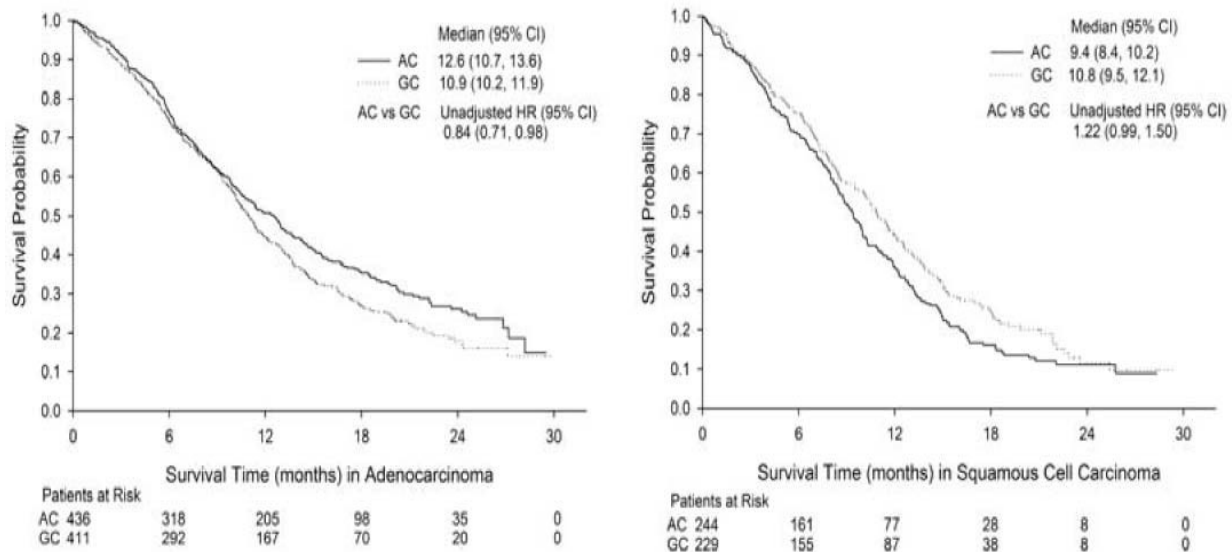 Median (95% CI)
AC 12.6 (10.7, 13.6)
GC 10.9 (10.2, 11.9)
AC vs GC Unadjusted HR (95% CI)
0.84 (0.71, 0.98)
Survival Probability
1.0
0.9
0.8
0.7
0.6
0.5
0.4
0.3
0.2
0.1
0.0
0 6 12 18 24 30
Survival Time (months) in Adenocarcinoma
Patients at Risk
AC 436 318 205 98 35 0
GC 411 292 167 70 20 0
Median (95% CI)
AC 9.4 (8.4, 10.2)
GC 10.8 (9.5, 12.1)
AC vs GC Unadjusted HR (95% CI)
1.22 (0.99, 1.50)
Survival Probability
1.0
0.9
0.8
0.7
0.6
0.5
0.4
0.3
0.2
0.1
0.0
0 6 12 18 24 30
Survival Time (months) in Squamous Cell Carcinoma
Patients at Risk
AC 244 161 77 28 8 0
GC 229 155 87 38 8 0